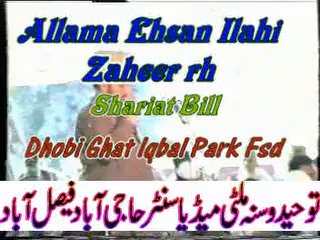 Allama Ehsan Ilahi
Zaheer rh
Shariat Bill
Dhobi Ghat Iqbal Park Fsd
توحید وسنہ ملٹی میڈیا سنٹر حاجی آباد فیصل آباد